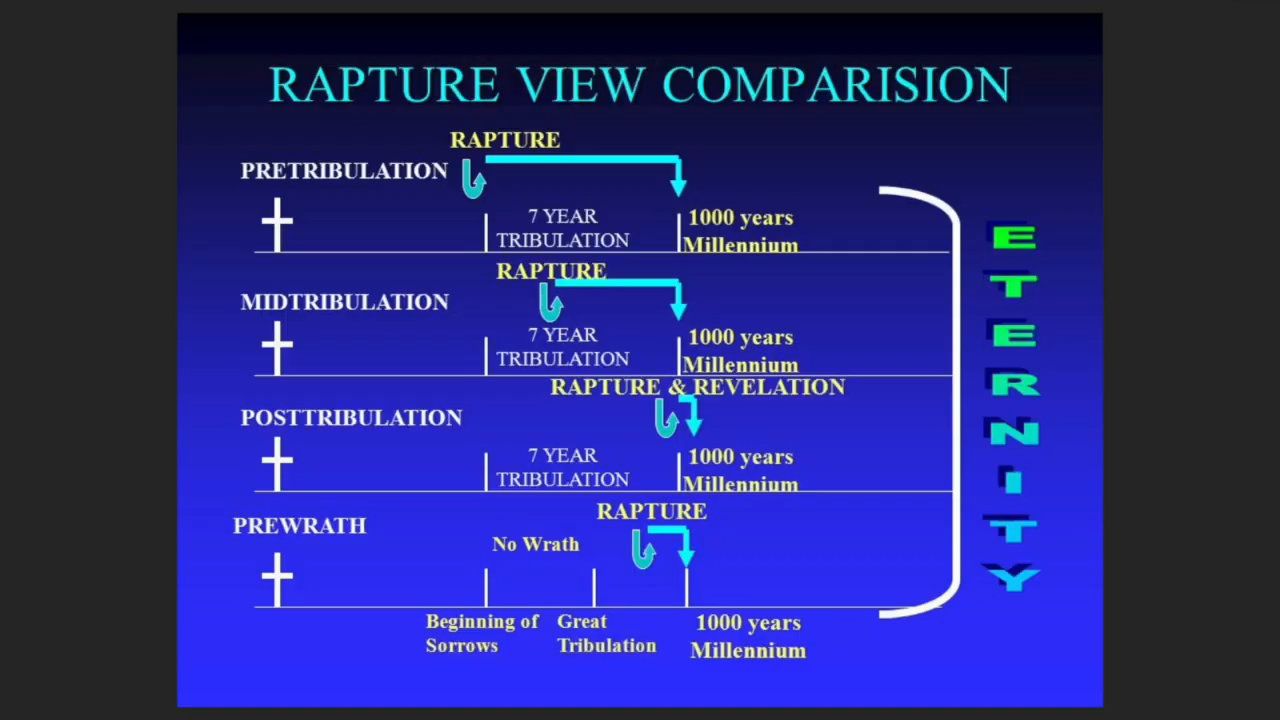 RAPTURE VIEW COMPARISION
RAPTURE
PRETRIBULATION
7 YEAR
TRIBULATION
1000 years
Millennium
RAPTURE
MIDTRIBULATION
7 YEAR
TRIBULATION
1000 years
Millennium
RAPTURE & REVELATION
POSTTRIBULATION
7 YEAR
TRIBULATION
1000 years
Millennium
RAPTURE
PREWRATH
No Wrath
Beginning of
Sorrows
Great
Tribulation
1000 years
Millennium
ETERNITY